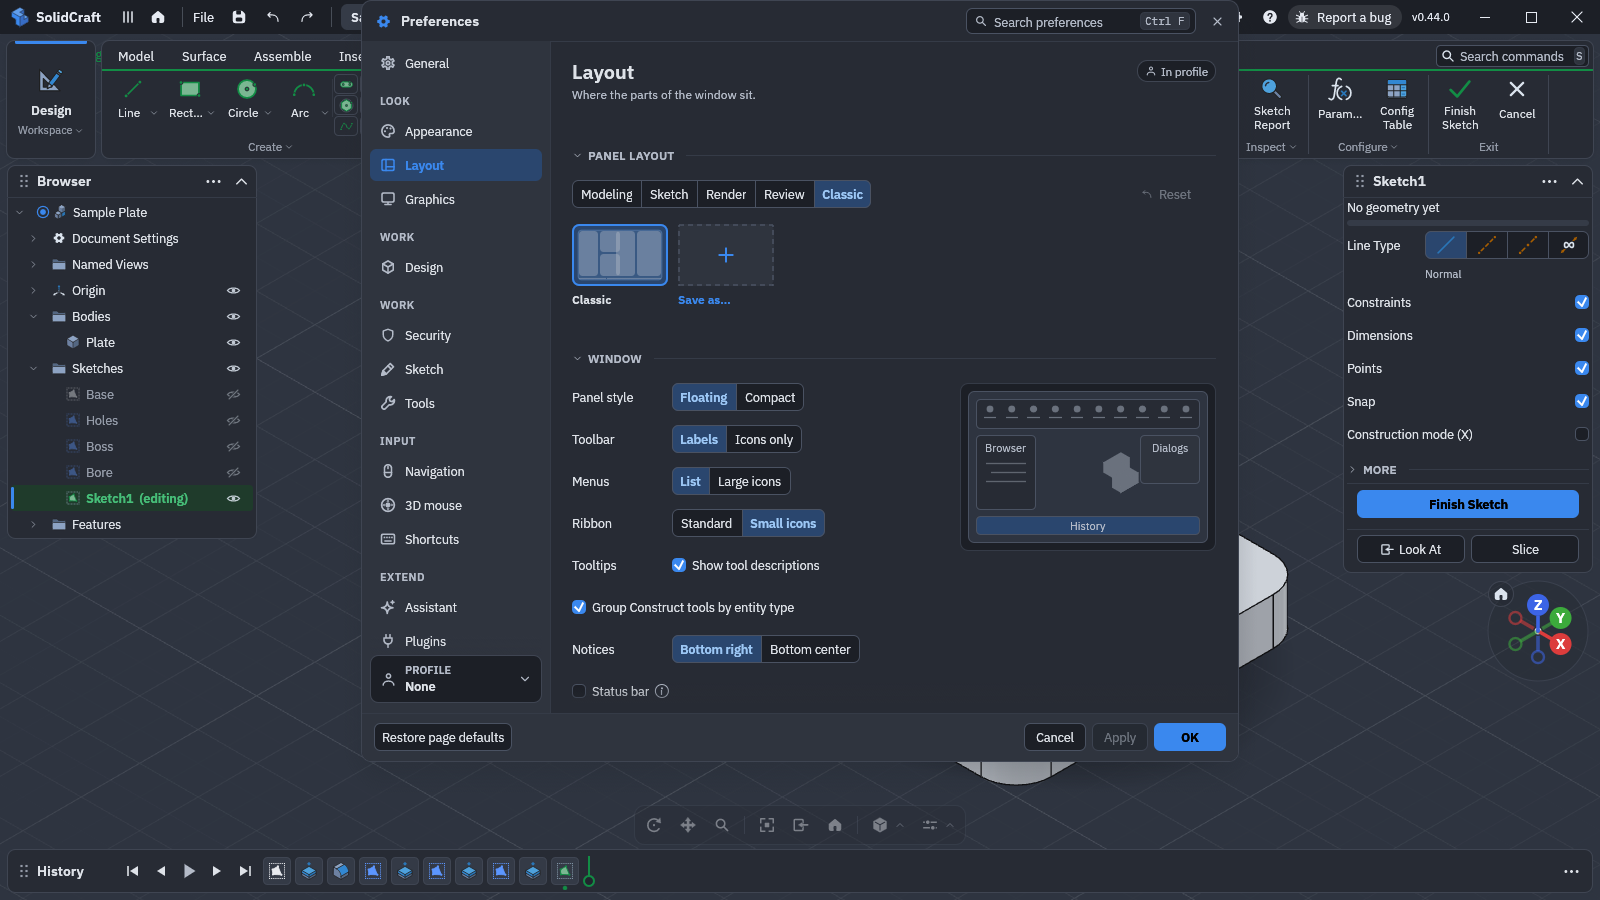 SolidCraft
File
Preferences
Search preferences
Ctrl F
Report a bug
v0.44.0
Design
Workspace
Model
Surface
Assemble
Line
Rect...
Circle
Arc
Create
Search commands
S
Sketch Report
Param...
Config Table
Finish Sketch
Cancel
Inspect
Configure
Exit
Browser
Sample Plate
Document Settings
Named Views
Origin
Bodies
Plate
Sketches
Base
Holes
Boss
Bore
Sketch1 (editing)
Features
General
LOOK
Appearance
Layout
Graphics
WORK
Design
WORK
Security
Sketch
Tools
INPUT
Navigation
3D mouse
Shortcuts
EXTEND
Assistant
Plugins
PROFILE
None
Layout
In profile
Where the parts of the window sit.
PANEL LAYOUT
Modeling
Sketch
Render
Review
Classic
Reset
Classic
Save as...
WINDOW
Panel style
Floating
Compact
Toolbar
Labels
Icons only
Menus
List
Large icons
Ribbon
Standard
Small icons
Tooltips
Show tool descriptions
Group Construct tools by entity type
Notices
Bottom right
Bottom center
Status bar
Browser
Dialogs
History
Restore page defaults
Cancel
Apply
OK
Sketch1
No geometry yet
Line Type
Normal
Constraints
Dimensions
Points
Snap
Construction mode (X)
MORE
Finish Sketch
Look At
Slice
Z
Y
X
History